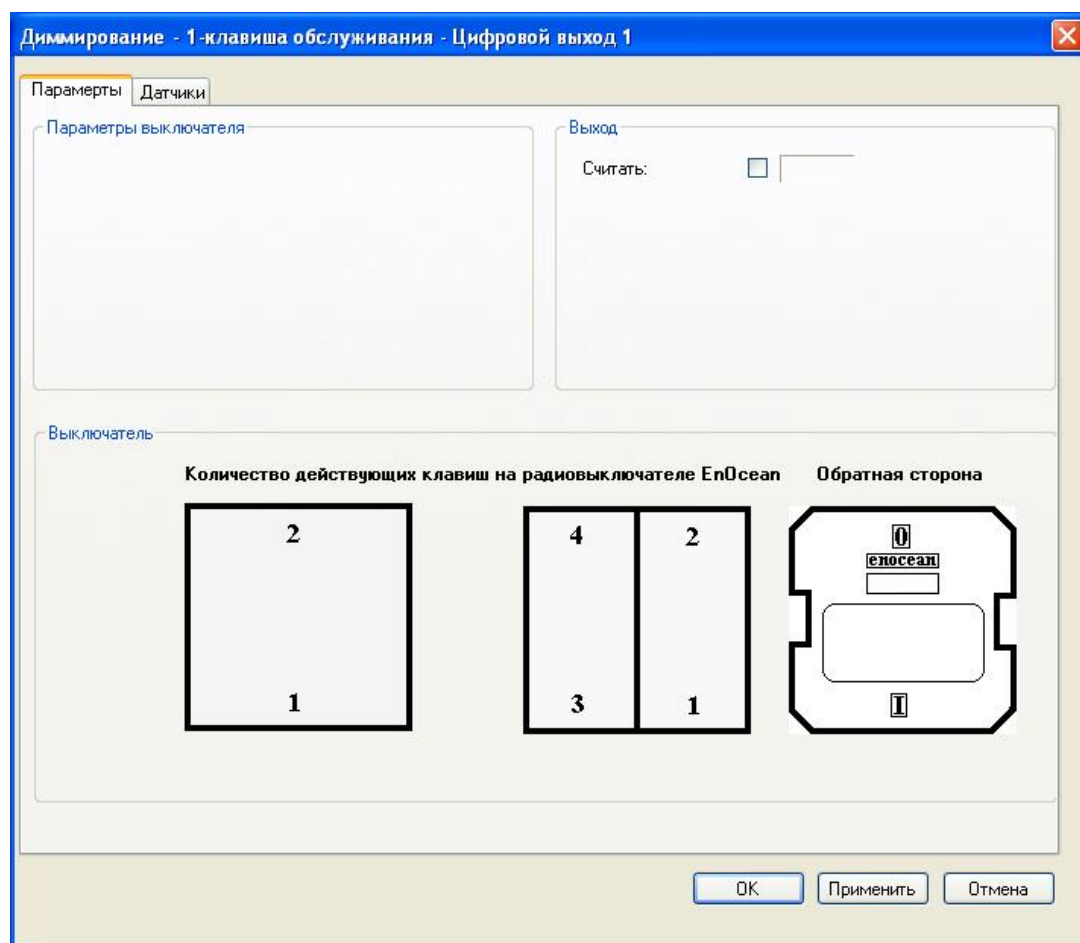 Диммирование - 1-клавиша обслуживания - Цифровой выход 1
Парамерты Датчики
Параметры выключателя
Выход
Считать:
Выключатель
Количество действующих клавиш на радиовыключателе EnOcean
Обратная сторона
2
1
4 2
3 1
0
enocean
I
OK Применить Отмена